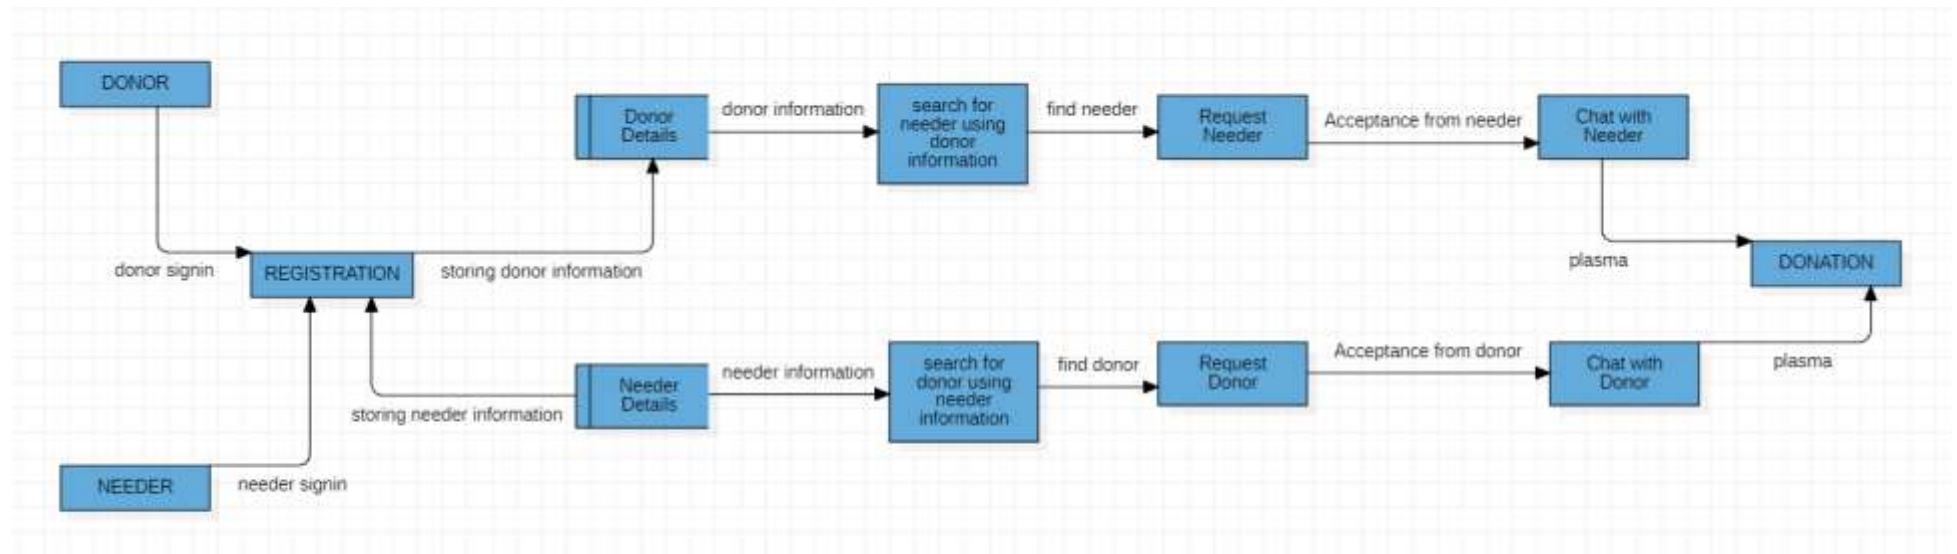 DONOR
Donor
Details
donor information
search for
needer using
donor
information
find needer
Request
Needer
Acceptance from needer
Chat with
Needer
donor signin
REGISTRATION
storing donor information
plasma
DONATION
Needer
Details
needer information
search for
donor using
needer
information
find donor
Request
Donor
Acceptance from donor
Chat with
Donor
plasma
storing needer information
NEEDER
needer signin